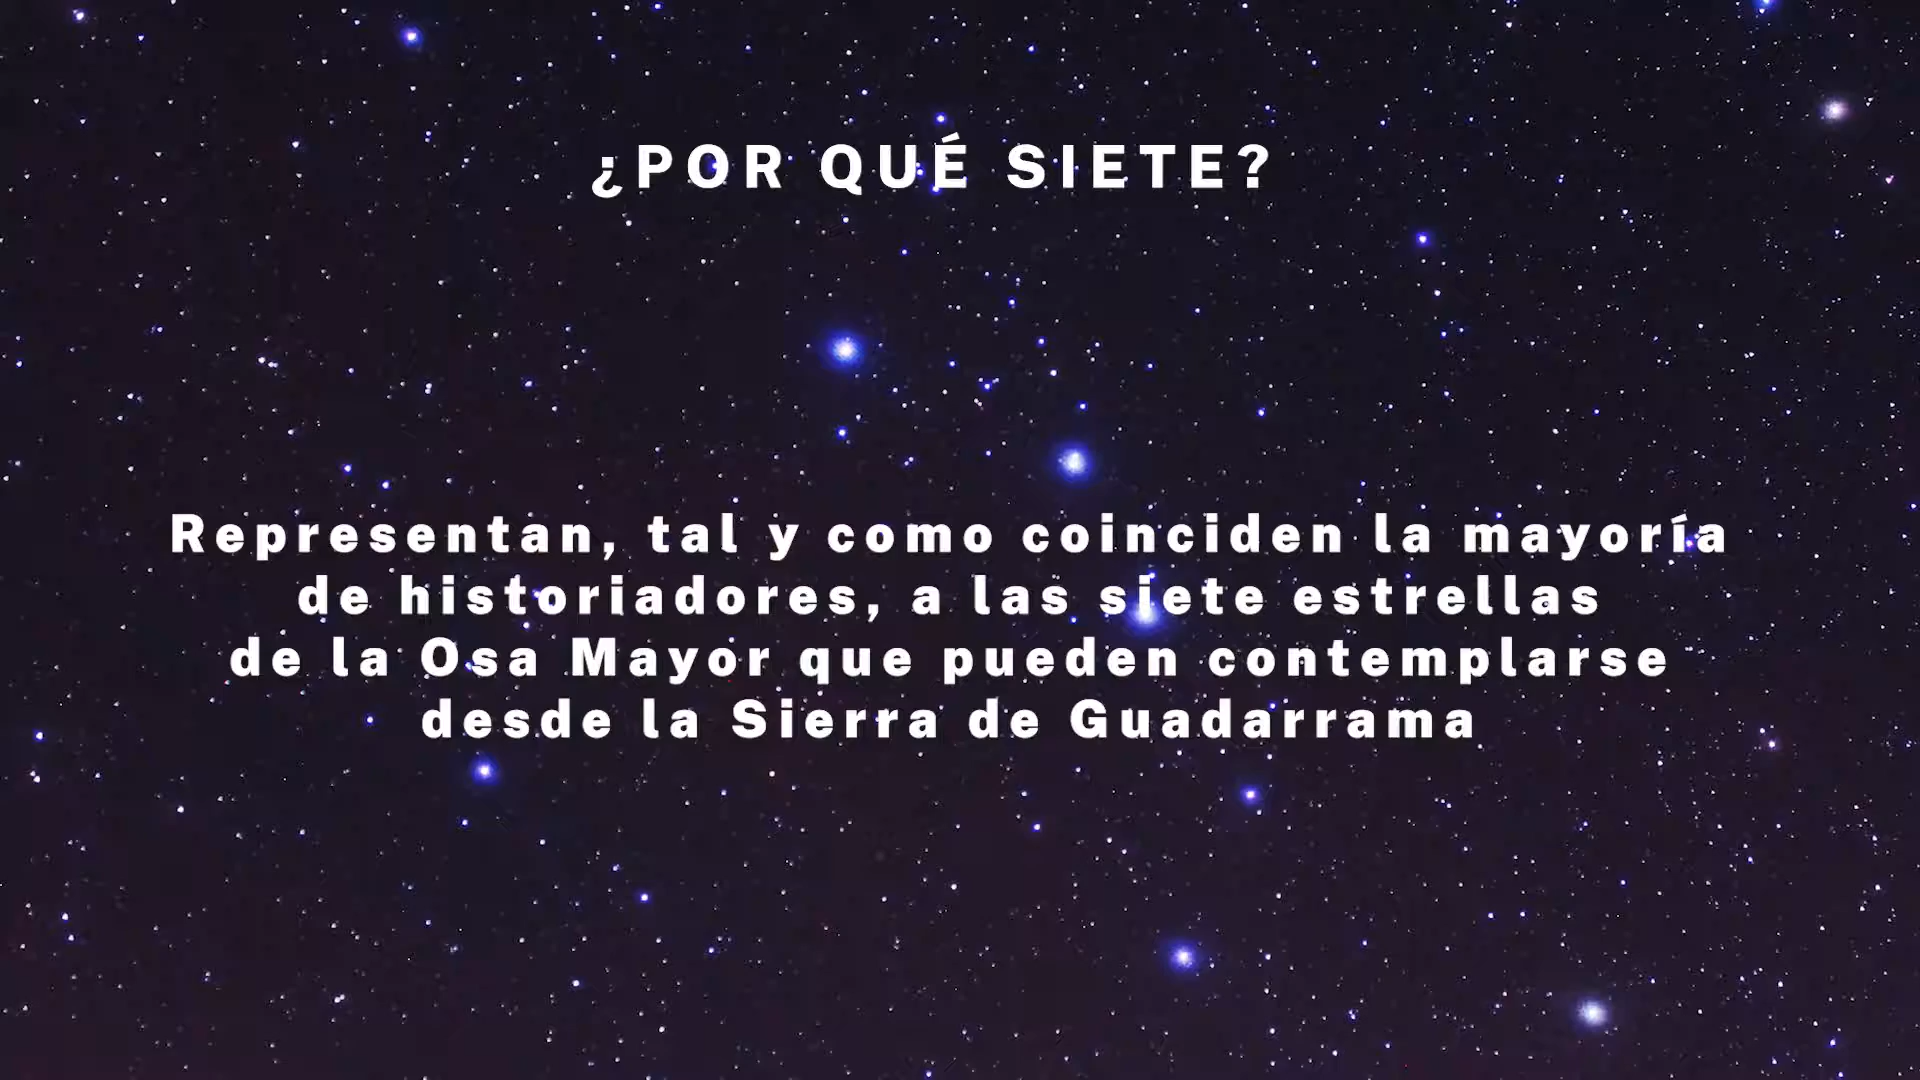 ¿POR QUÉ SIETE?
Representan, tal y como coinciden la mayoría
de historiadores, a las siete estrellas
de la Osa Mayor que pueden contemplarse
desde la Sierra de Guadarrama